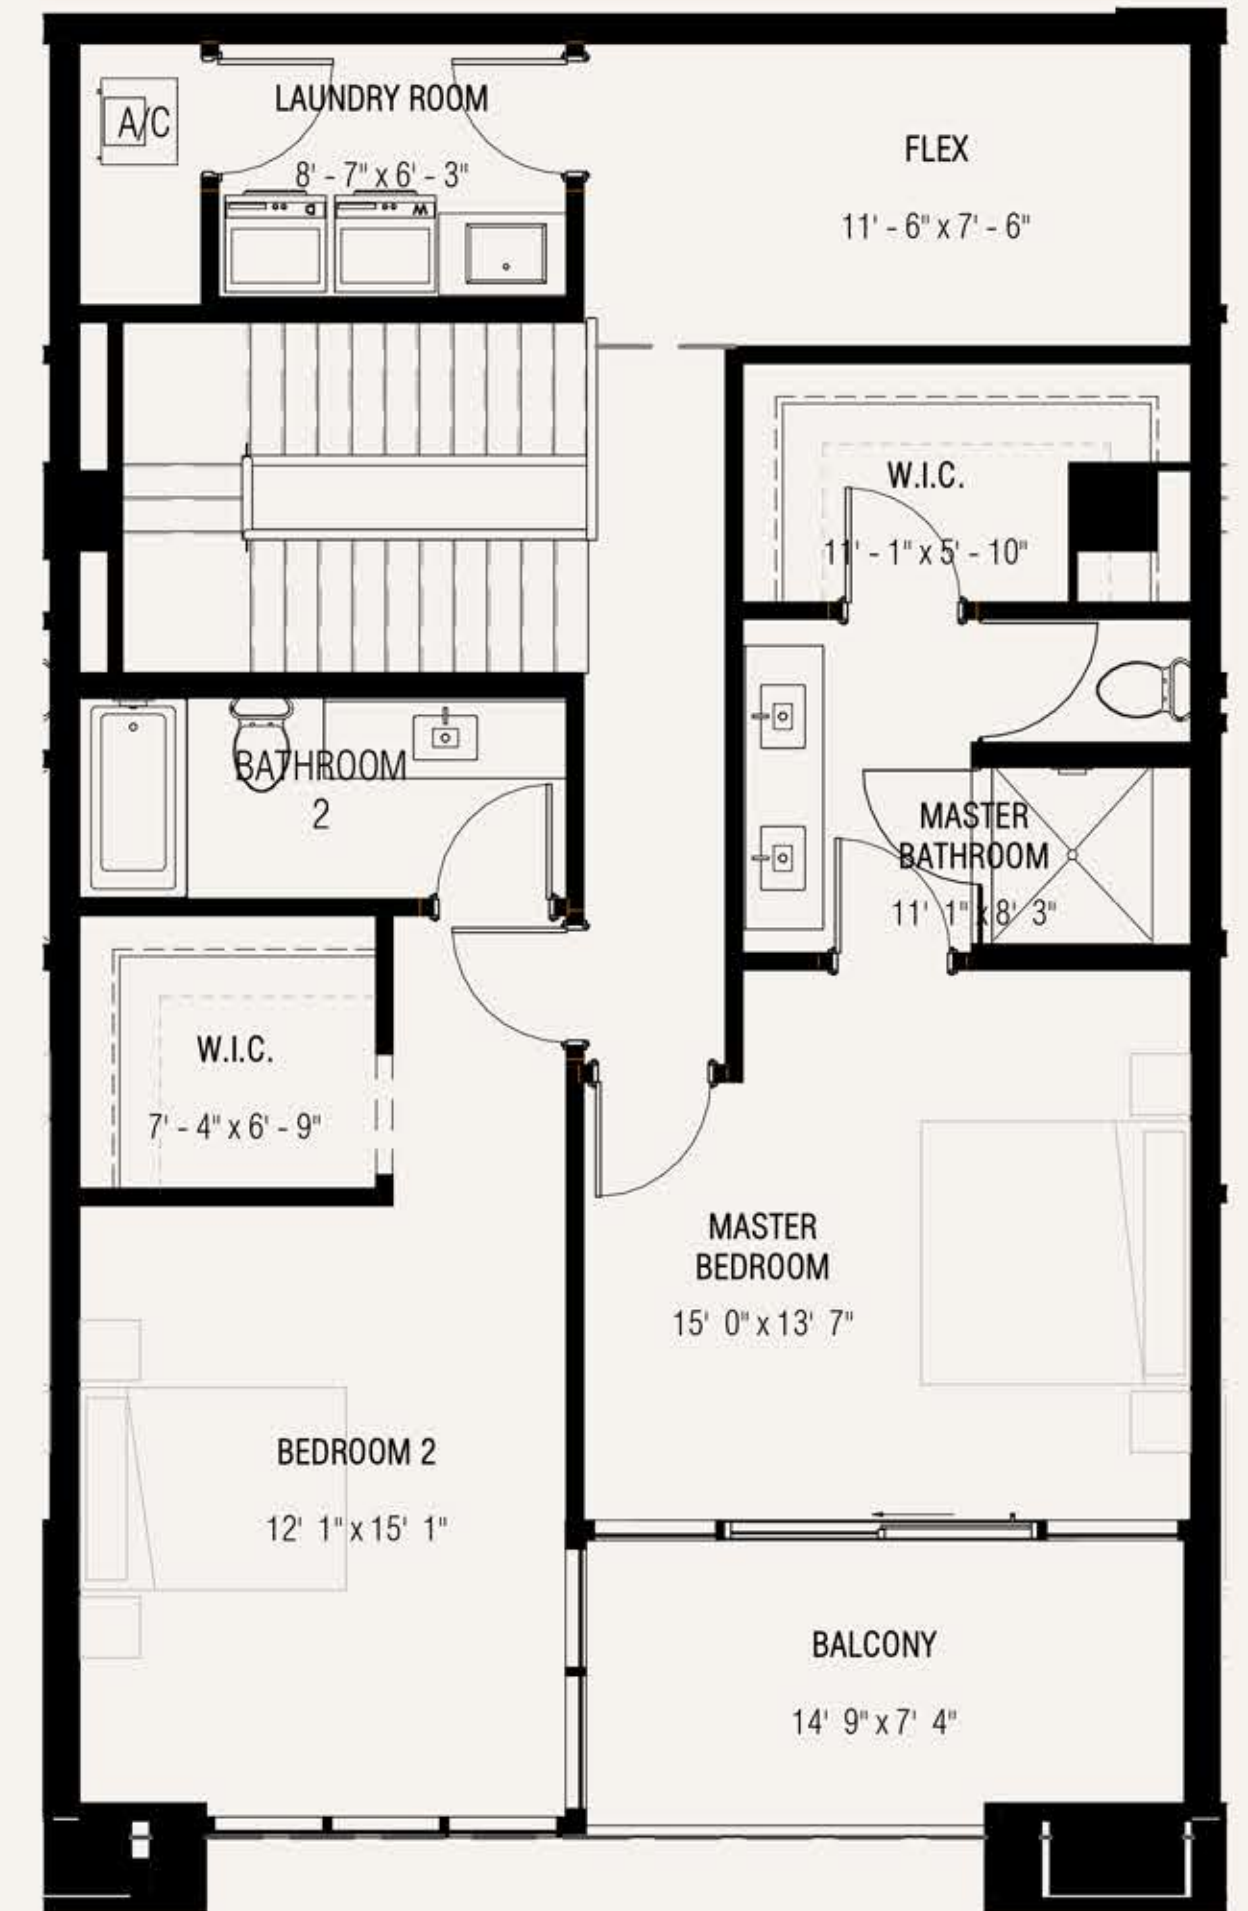 LAUNDRY ROOM
8' - 7" x 6' - 3"
A/C
D
W
FLEX
11' - 6" x 7' - 6"
W.I.C.
11' - 1" x 5' - 10"
BATHROOM
2
MASTER
BATHROOM
11' 1" x 8' 3"
W.I.C.
7' - 4" x 6' - 9"
MASTER
BEDROOM
15' 0" x 13' 7"
BEDROOM 2
12' 1" x 15' 1"
BALCONY
14' 9" x 7' 4"